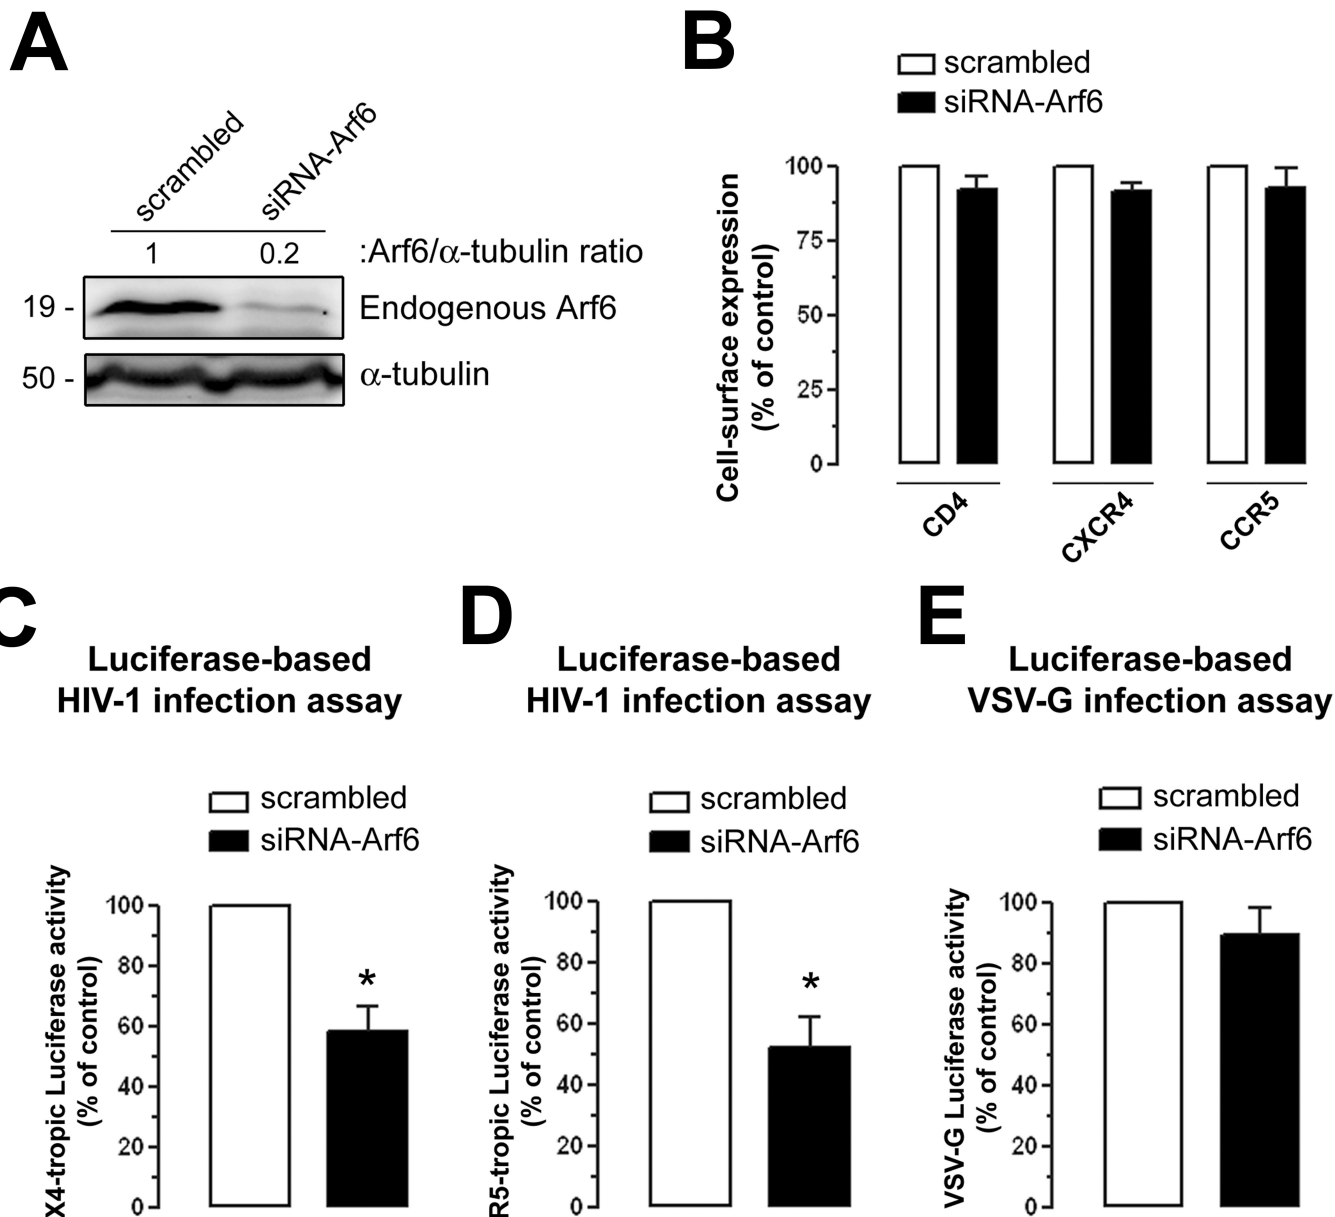 A
scrambled
siRNA-Arf6
1 0.2 :Arf6/α-tubulin ratio
19 - Endogenous Arf6
50 - α-tubulin
B
scrambled
siRNA-Arf6
Cell-surface expression
(% of control)
100
75
50
25
0
CD4
CXCR4
CCR5
C
Luciferase-based
HIV-1 infection assay
scrambled
siRNA-Arf6
X4-tropic Luciferase activity
(% of control)
100
80
60
40
20
0
*
D
Luciferase-based
HIV-1 infection assay
scrambled
siRNA-Arf6
R5-tropic Luciferase activity
(% of control)
100
80
60
40
20
0
*
E
Luciferase-based
VSV-G infection assay
scrambled
siRNA-Arf6
VSV-G Luciferase activity
(% of control)
100
80
60
40
20
0